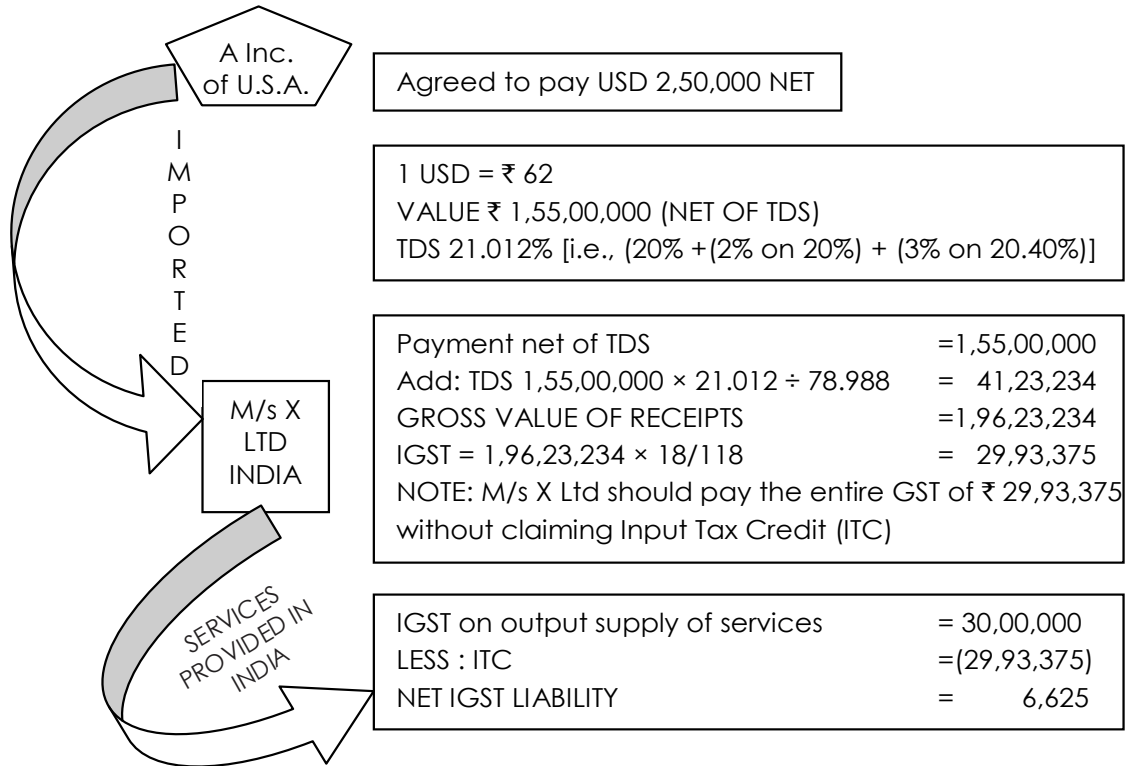 A Inc.
of U.S.A.
Agreed to pay USD 2,50,000 NET
I
M
P
O
R
T
E
D
1 USD = ₹ 62
VALUE ₹ 1,55,00,000 (NET OF TDS)
TDS 21.012% [i.e., (20% +(2% on 20%) + (3% on 20.40%)]
M/s X
LTD
INDIA
Payment net of TDS =1,55,00,000
Add: TDS 1,55,00,000 × 21.012 ÷ 78.988 = 41,23,234
GROSS VALUE OF RECEIPTS =1,96,23,234
IGST = 1,96,23,234 × 18/118 = 29,93,375
NOTE: M/s X Ltd should pay the entire GST of ₹ 29,93,375
without claiming Input Tax Credit (ITC)
SERVICES
PROVIDED IN
INDIA
IGST on output supply of services = 30,00,000
LESS : ITC =(29,93,375)
NET IGST LIABILITY = 6,625